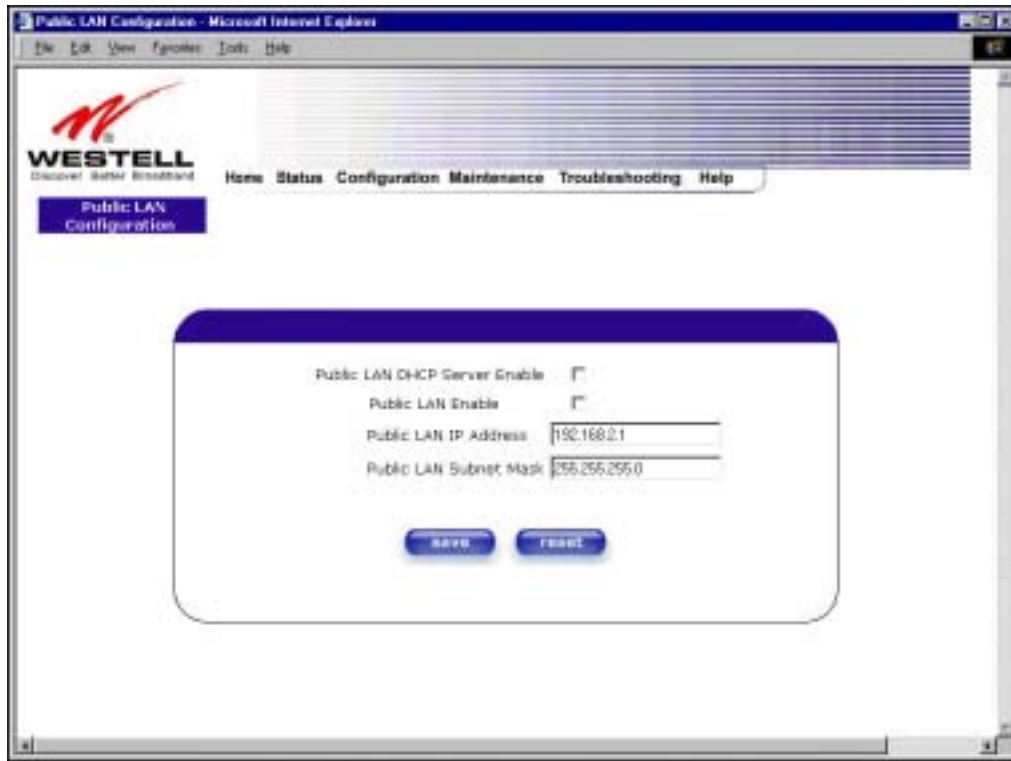 Public LAN Configuration - Microsoft Internet Explorer
File Edit View Favorites Tools Help
WESTELL
Discover Better Broadband
Home Status Configuration Maintenance Troubleshooting Help
Public LAN
Configuration
Public LAN DHCP Server Enable
Public LAN Enable
Public LAN IP Address 192.168.2.1
Public LAN Subnet Mask 255.255.255.0
save reset